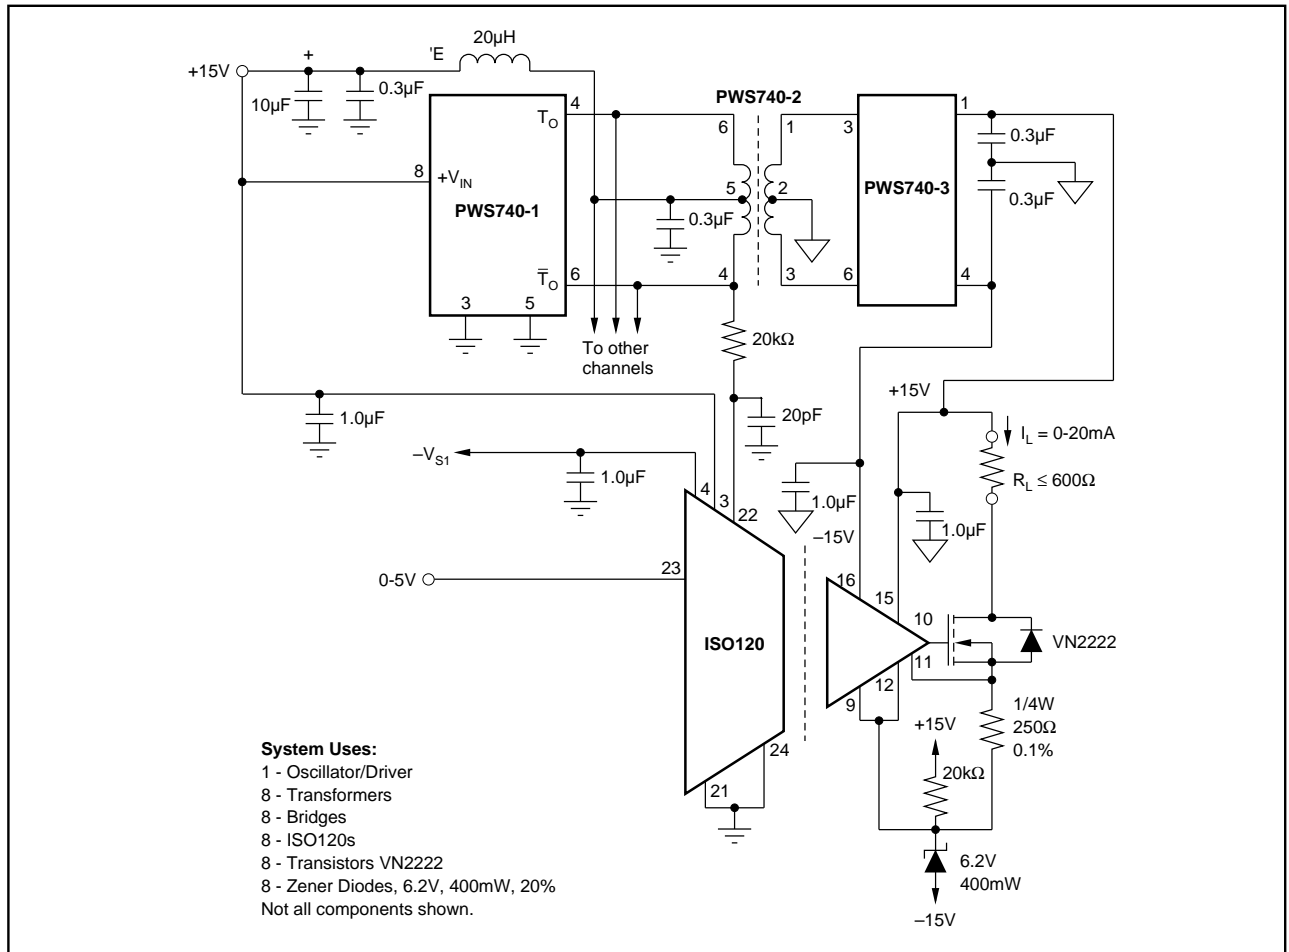 20µH
+
'E
+15V
10µF
0.3µF
PWS740-2
4
T̅O
TO
8
+VIN
PWS740-1
6
3
5
6
1
5
2
4
3
0.3µF
3
PWS740-3
6
1
4
0.3µF
0.3µF
To other
channels
20kΩ
20pF
1.0µF
–VS1
1.0µF
4
3
22
1.0µF
–15V
+15V
IL = 0-20mA
RL ≤ 600Ω
1.0µF
0-5V
23
ISO120
24
21
16
15
10
11
12
9
VN2222
1/4W
250Ω
0.1%
+15V
20kΩ
6.2V
400mW
–15V
System Uses:
1 - Oscillator/Driver
8 - Transformers
8 - Bridges
8 - ISO120s
8 - Transistors VN2222
8 - Zener Diodes, 6.2V, 400mW, 20%
Not all components shown.